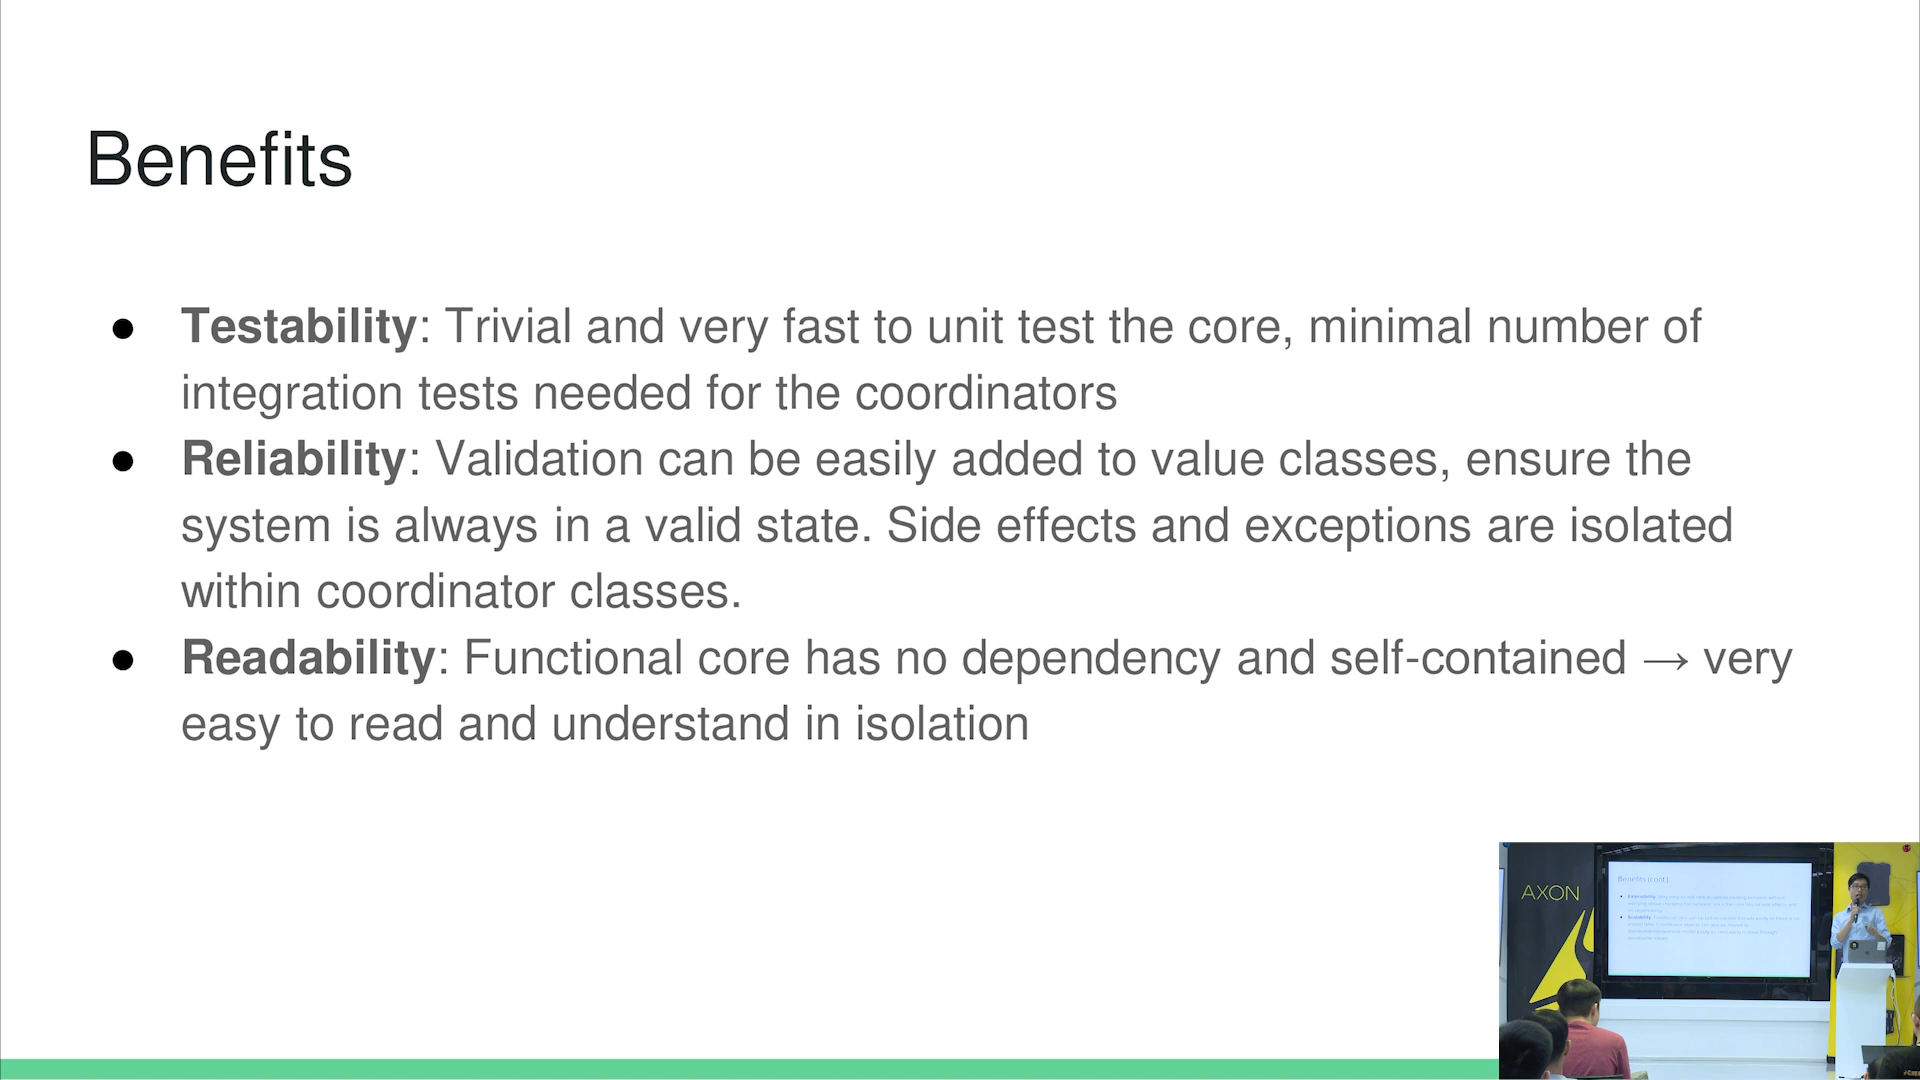 Benefits
● Testability: Trivial and very fast to unit test the core, minimal number of
integration tests needed for the coordinators
● Reliability: Validation can be easily added to value classes, ensure the
system is always in a valid state. Side effects and exceptions are isolated
within coordinator classes.
● Readability: Functional core has no dependency and self-contained → very
easy to read and understand in isolation
AXON
Benefits (cont.)